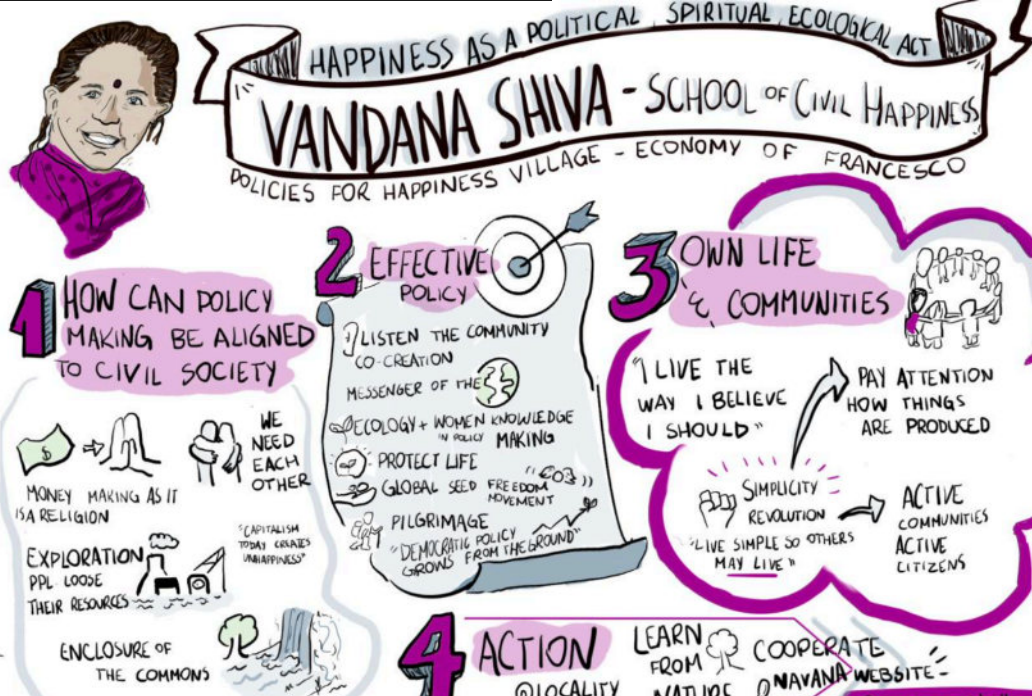 HAPPINESS AS A POLITICAL, SPIRITUAL, ECOLOGICAL ACT
VANDANA SHIVA - SCHOOL OF CIVIL HAPPINESS
POLICIES FOR HAPPINESS VILLAGE - ECONOMY OF FRANCESCO
1 HOW CAN POLICY
MAKING BE ALIGNED
TO CIVIL SOCIETY
$
MONEY MAKING AS IT
IS A RELIGION
WE
NEED
EACH
OTHER
EXPLORATION
PPL LOOSE
THEIR RESOURCES
"CAPITALISM
TODAY CREATES
UNHAPPINESS"
ENCLOSURE OF
THE COMMONS
2 EFFECTIVE
POLICY
LISTEN THE COMMUNITY
CO-CREATION
MESSENGER OF THE
ECOLOGY + WOMEN KNOWLEDGE
IN POLICY MAKING
PROTECT LIFE
GLOBAL SEED FREEDOM
MOVEMENT
PILGRIMAGE
"DEMOCRATIC POLICY
GROWS FROM THE GROUND"
3 OWN LIFE
& COMMUNITIES
"I LIVE THE
WAY I BELIEVE
I SHOULD"
PAY ATTENTION
HOW THINGS
ARE PRODUCED
SIMPLICITY
REVOLUTION
"LIVE SIMPLE SO OTHERS
MAY LIVE"
ACTIVE
COMMUNITIES
ACTIVE
CITIZENS
4 ACTION
LOCALITY
LEARN
FROM
NATURE
COOPERATE
NAVANA WEBSITE